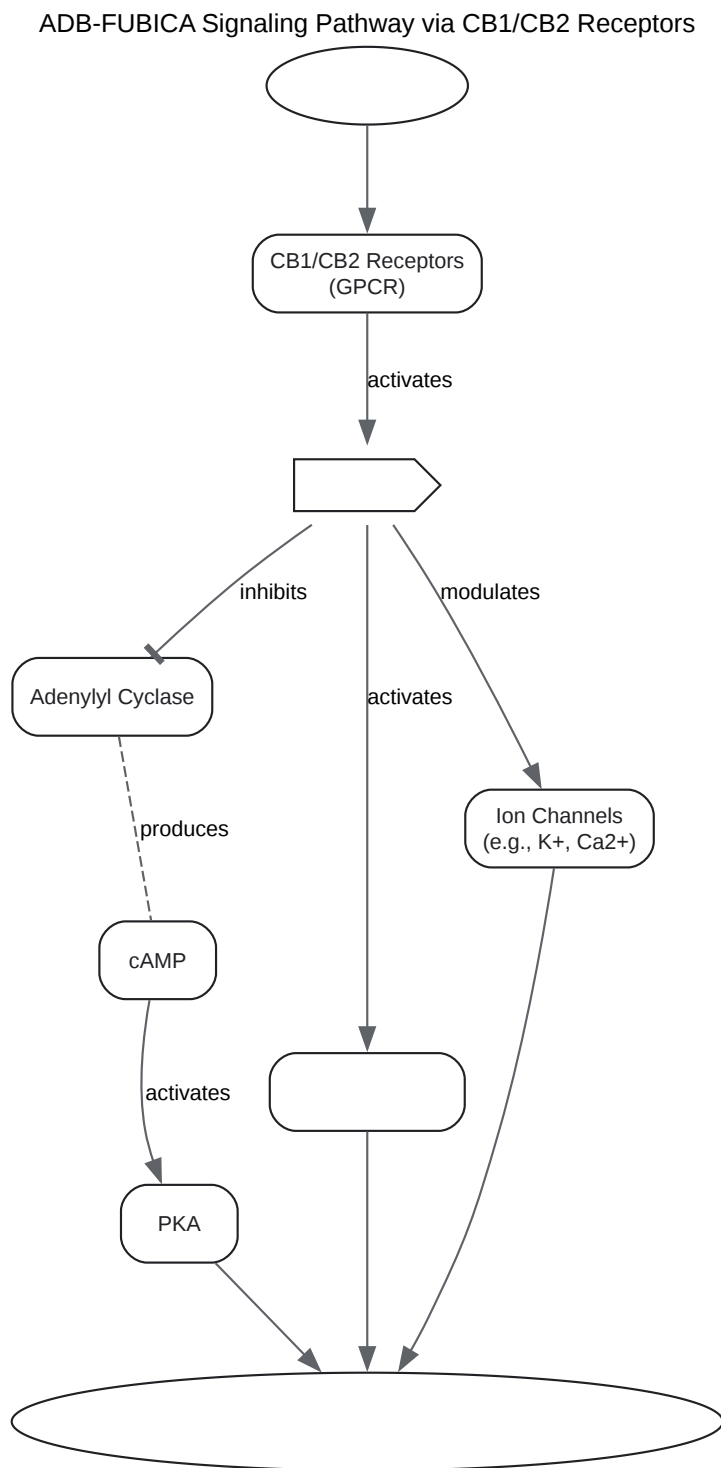 ADB-FUBICA Signaling Pathway via CB1/CB2 Receptors
CB1/CB2 Receptors
(GPCR)
activates
inhibits
modulates
Adenylyl Cyclase
activates
Ion Channels
(e.g., K+, Ca2+)
produces
cAMP
activates
PKA